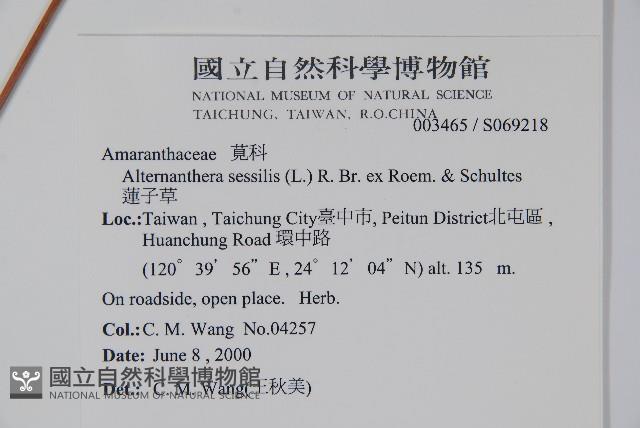 國立自然科學博物館
NATIONAL MUSEUM OF NATURAL SCIENCE
TAICHUNG, TAIWAN, R.O.CHINA
003465 / S069218
Amaranthaceae 莧科
Alternanthera sessilis (L.) R. Br. ex Roem. & Schultes
蓮子草
Loc.:Taiwan , Taichung City臺中市, Peitun District北屯區 ,
Huanchung Road 環中路
(120° 39’ 56” E , 24° 12’ 04” N) alt. 135 m.
On roadside, open place. Herb.
Col.: C. M. Wang No.04257
Date: June 8 , 2000
Det.: C. M. Wang(王秋美)
國立自然科學博物館
NATIONAL MUSEUM OF NATURAL SCIENCE